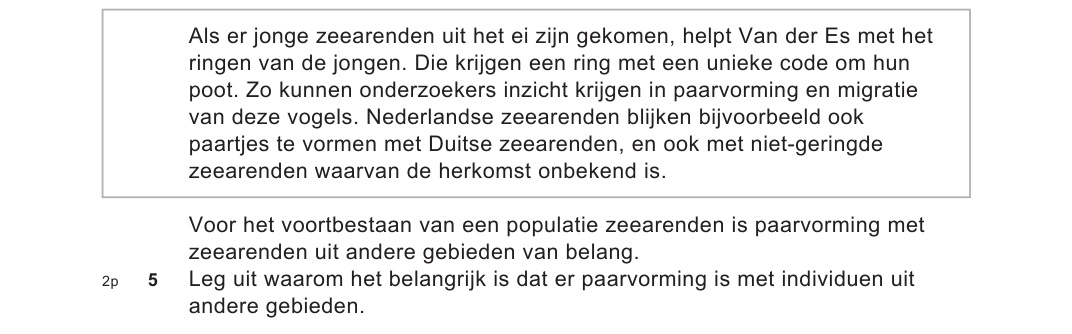 Als er jonge zeearenden uit het ei zijn gekomen, helpt Van der Es met het
ringen van de jongen. Die krijgen een ring met een unieke code om hun
poot. Zo kunnen onderzoekers inzicht krijgen in paarvorming en migratie
van deze vogels. Nederlandse zeearenden blijken bijvoorbeeld ook
paartjes te vormen met Duitse zeearenden, en ook met niet-geringde
zeearenden waarvan de herkomst onbekend is.
Voor het voortbestaan van een populatie zeearenden is paarvorming met
zeearenden uit andere gebieden van belang.
2p 5 Leg uit waarom het belangrijk is dat er paarvorming is met individuen uit
andere gebieden.